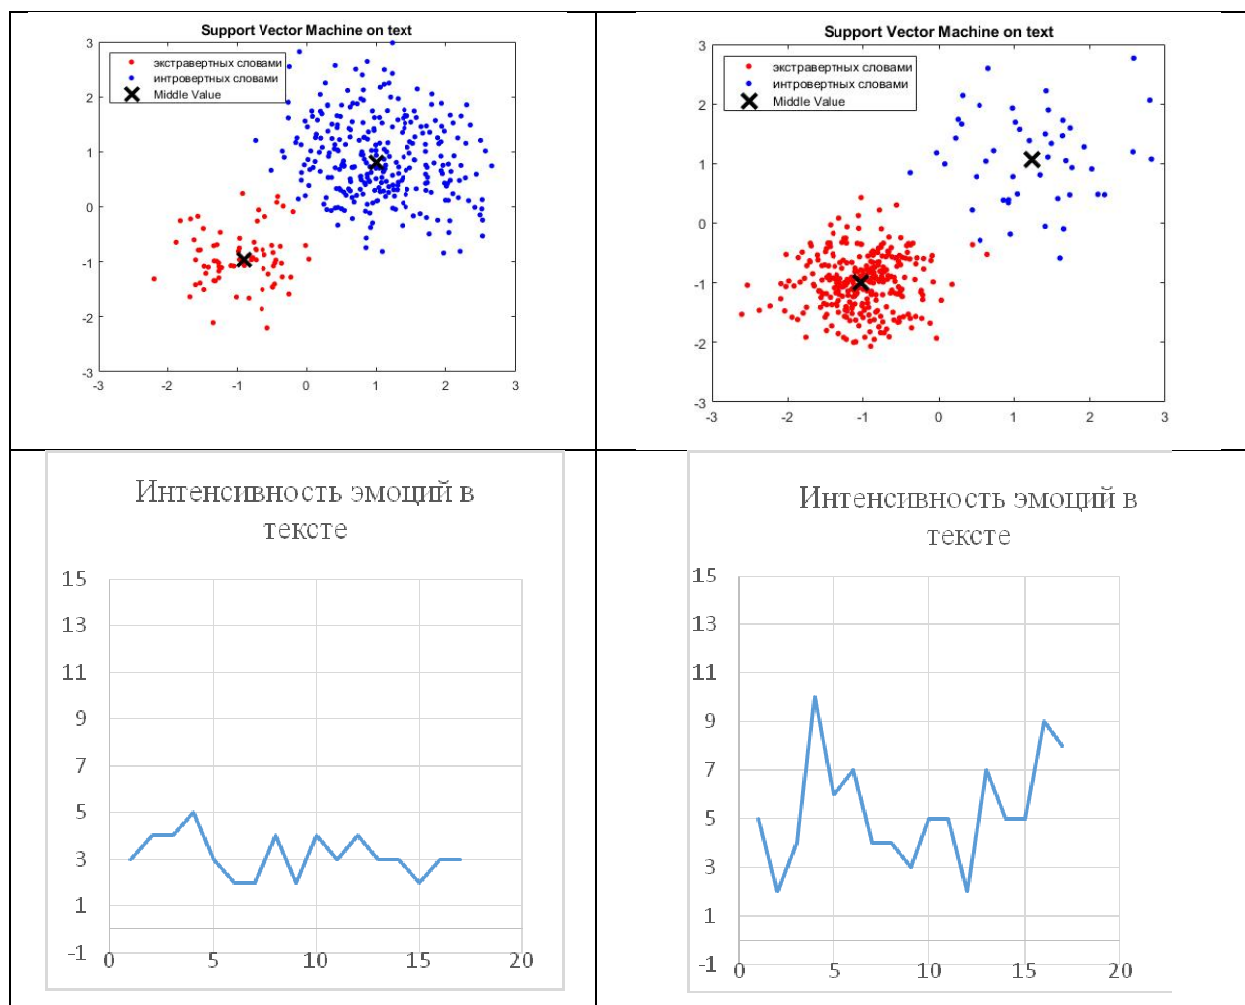 Support Vector Machine on text
экстравертных словами
интровертных словами
Middle Value
3
2
1
0
-1
-2
-3
-3 -2 -1 0 1 2 3
Support Vector Machine on text
экстравертных словами
интровертных словами
Middle Value
3
2
1
0
-1
-2
-3
-3 -2 -1 0 1 2 3
Интенсивность эмоций в
тексте
15
13
11
9
7
5
3
1
-1
0 5 10 15 20
Интенсивность эмоций в
тексте
15
13
11
9
7
5
3
1
-1
0 5 10 15 20